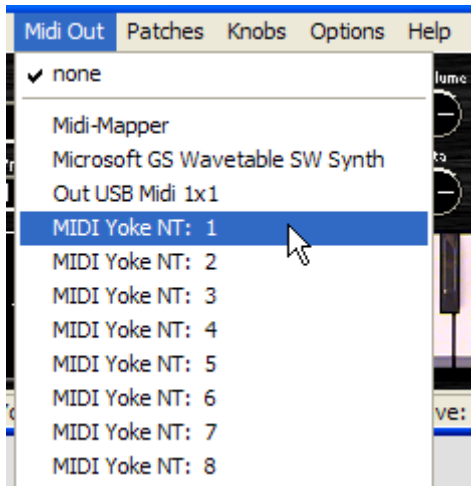 Midi Out Patches Knobs Options Help
none
lume
Midi-Mapper
Microsoft GS Wavetable SW Synth
Out USB Midi 1x1
MIDI Yoke NT: 1
MIDI Yoke NT: 2
MIDI Yoke NT: 3
MIDI Yoke NT: 4
MIDI Yoke NT: 5
MIDI Yoke NT: 6
MIDI Yoke NT: 7
ve:
MIDI Yoke NT: 8